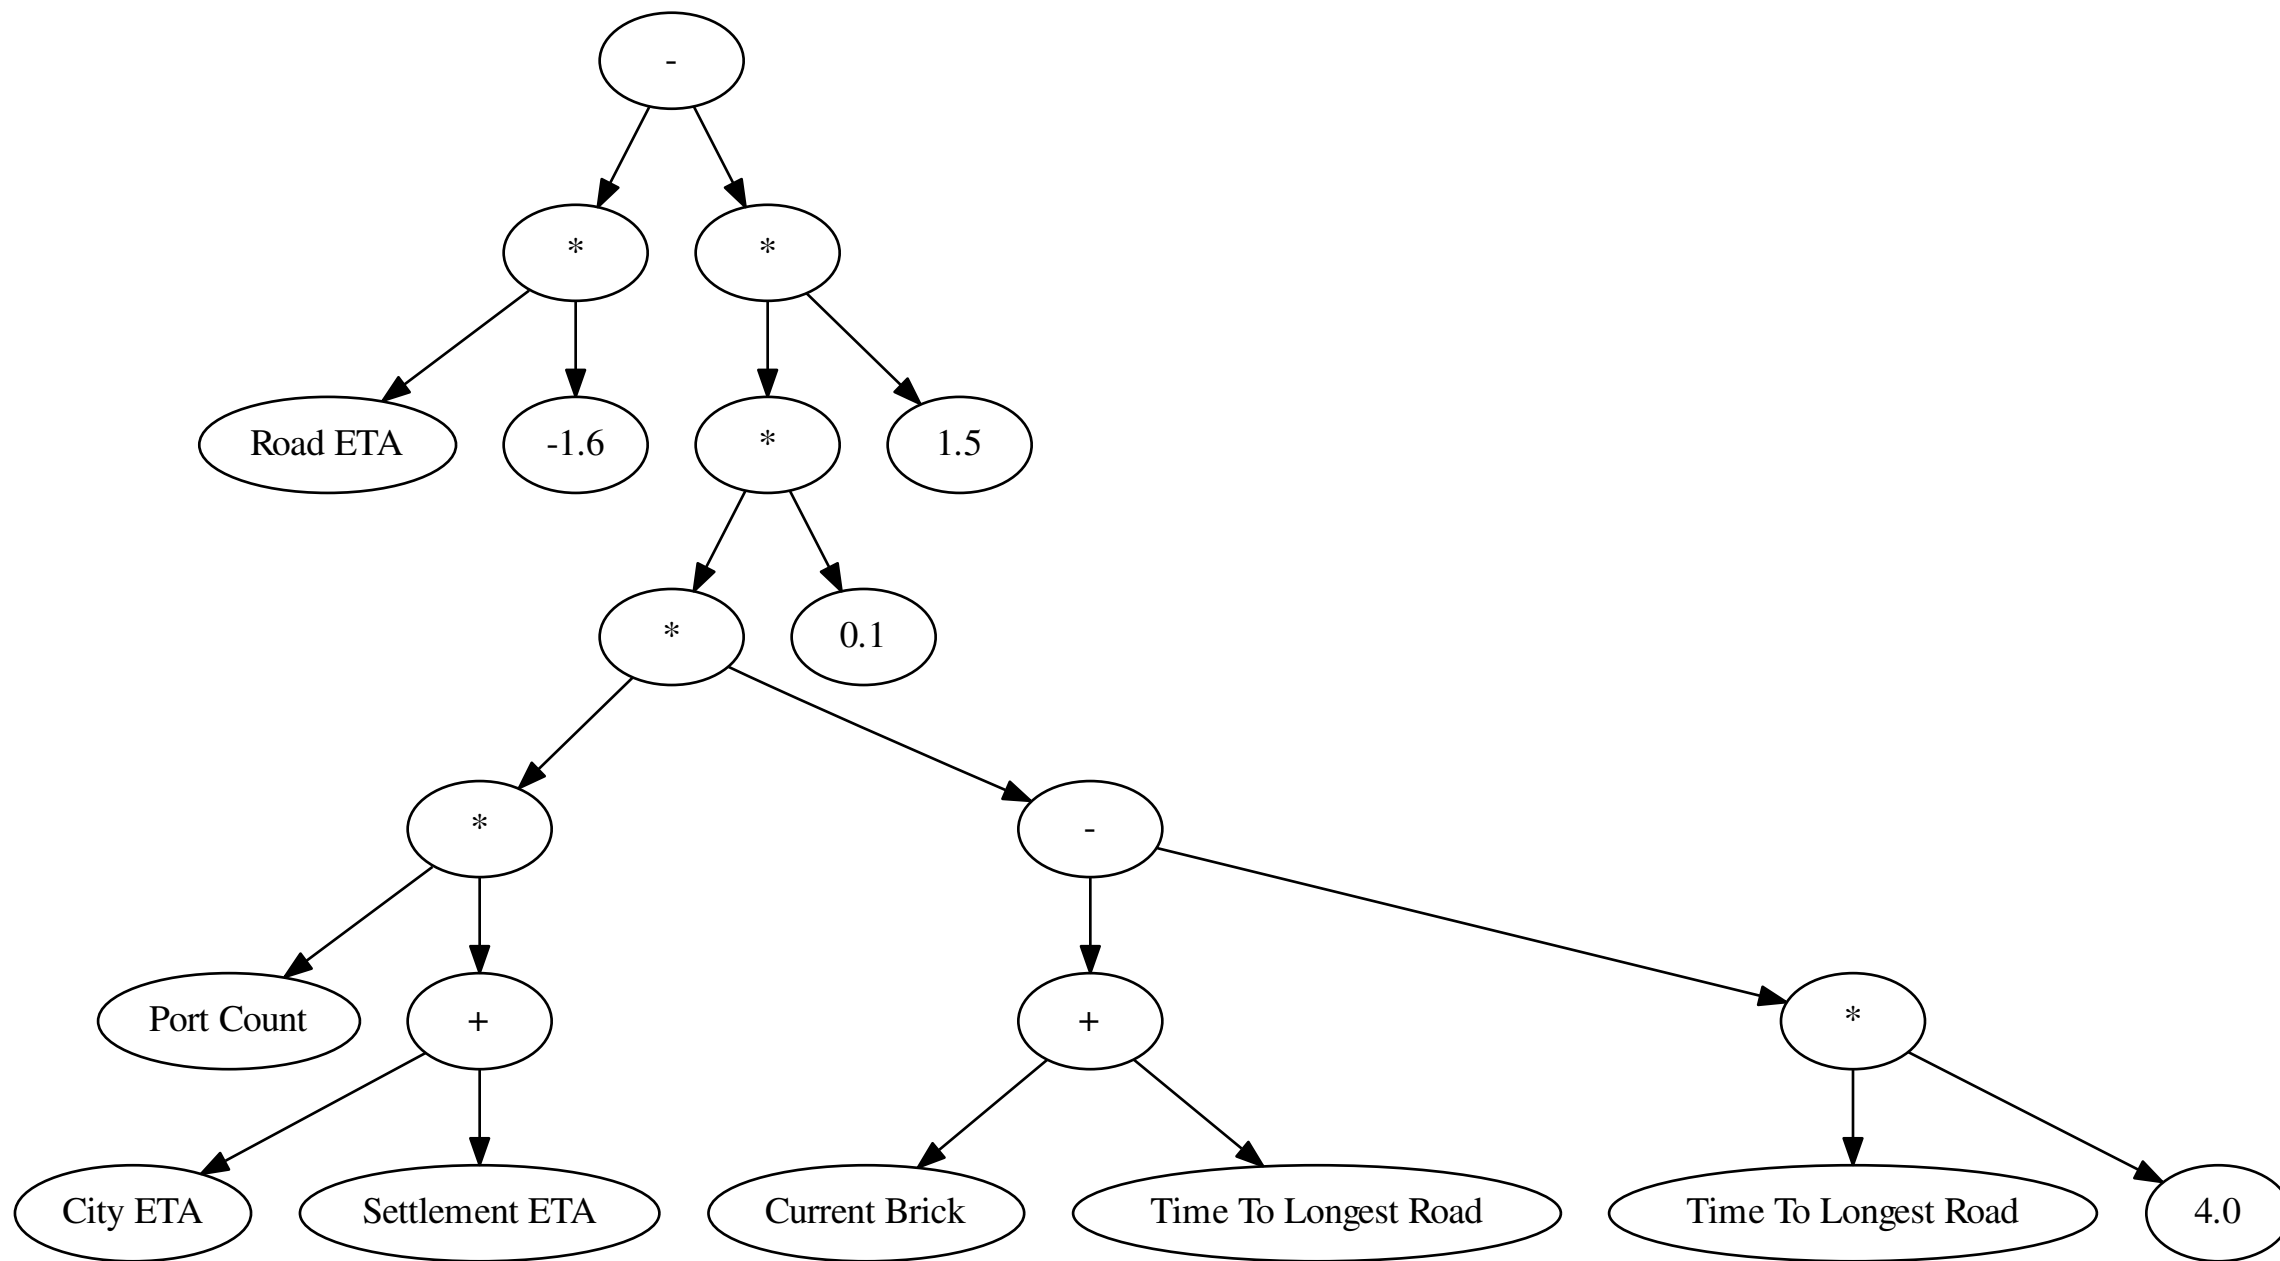 -
*
*
Road ETA
-1.6
*
1.5
*
0.1
*
-
Port Count
+
+
*
City ETA
Settlement ETA
Current Brick
Time To Longest Road
Time To Longest Road
4.0